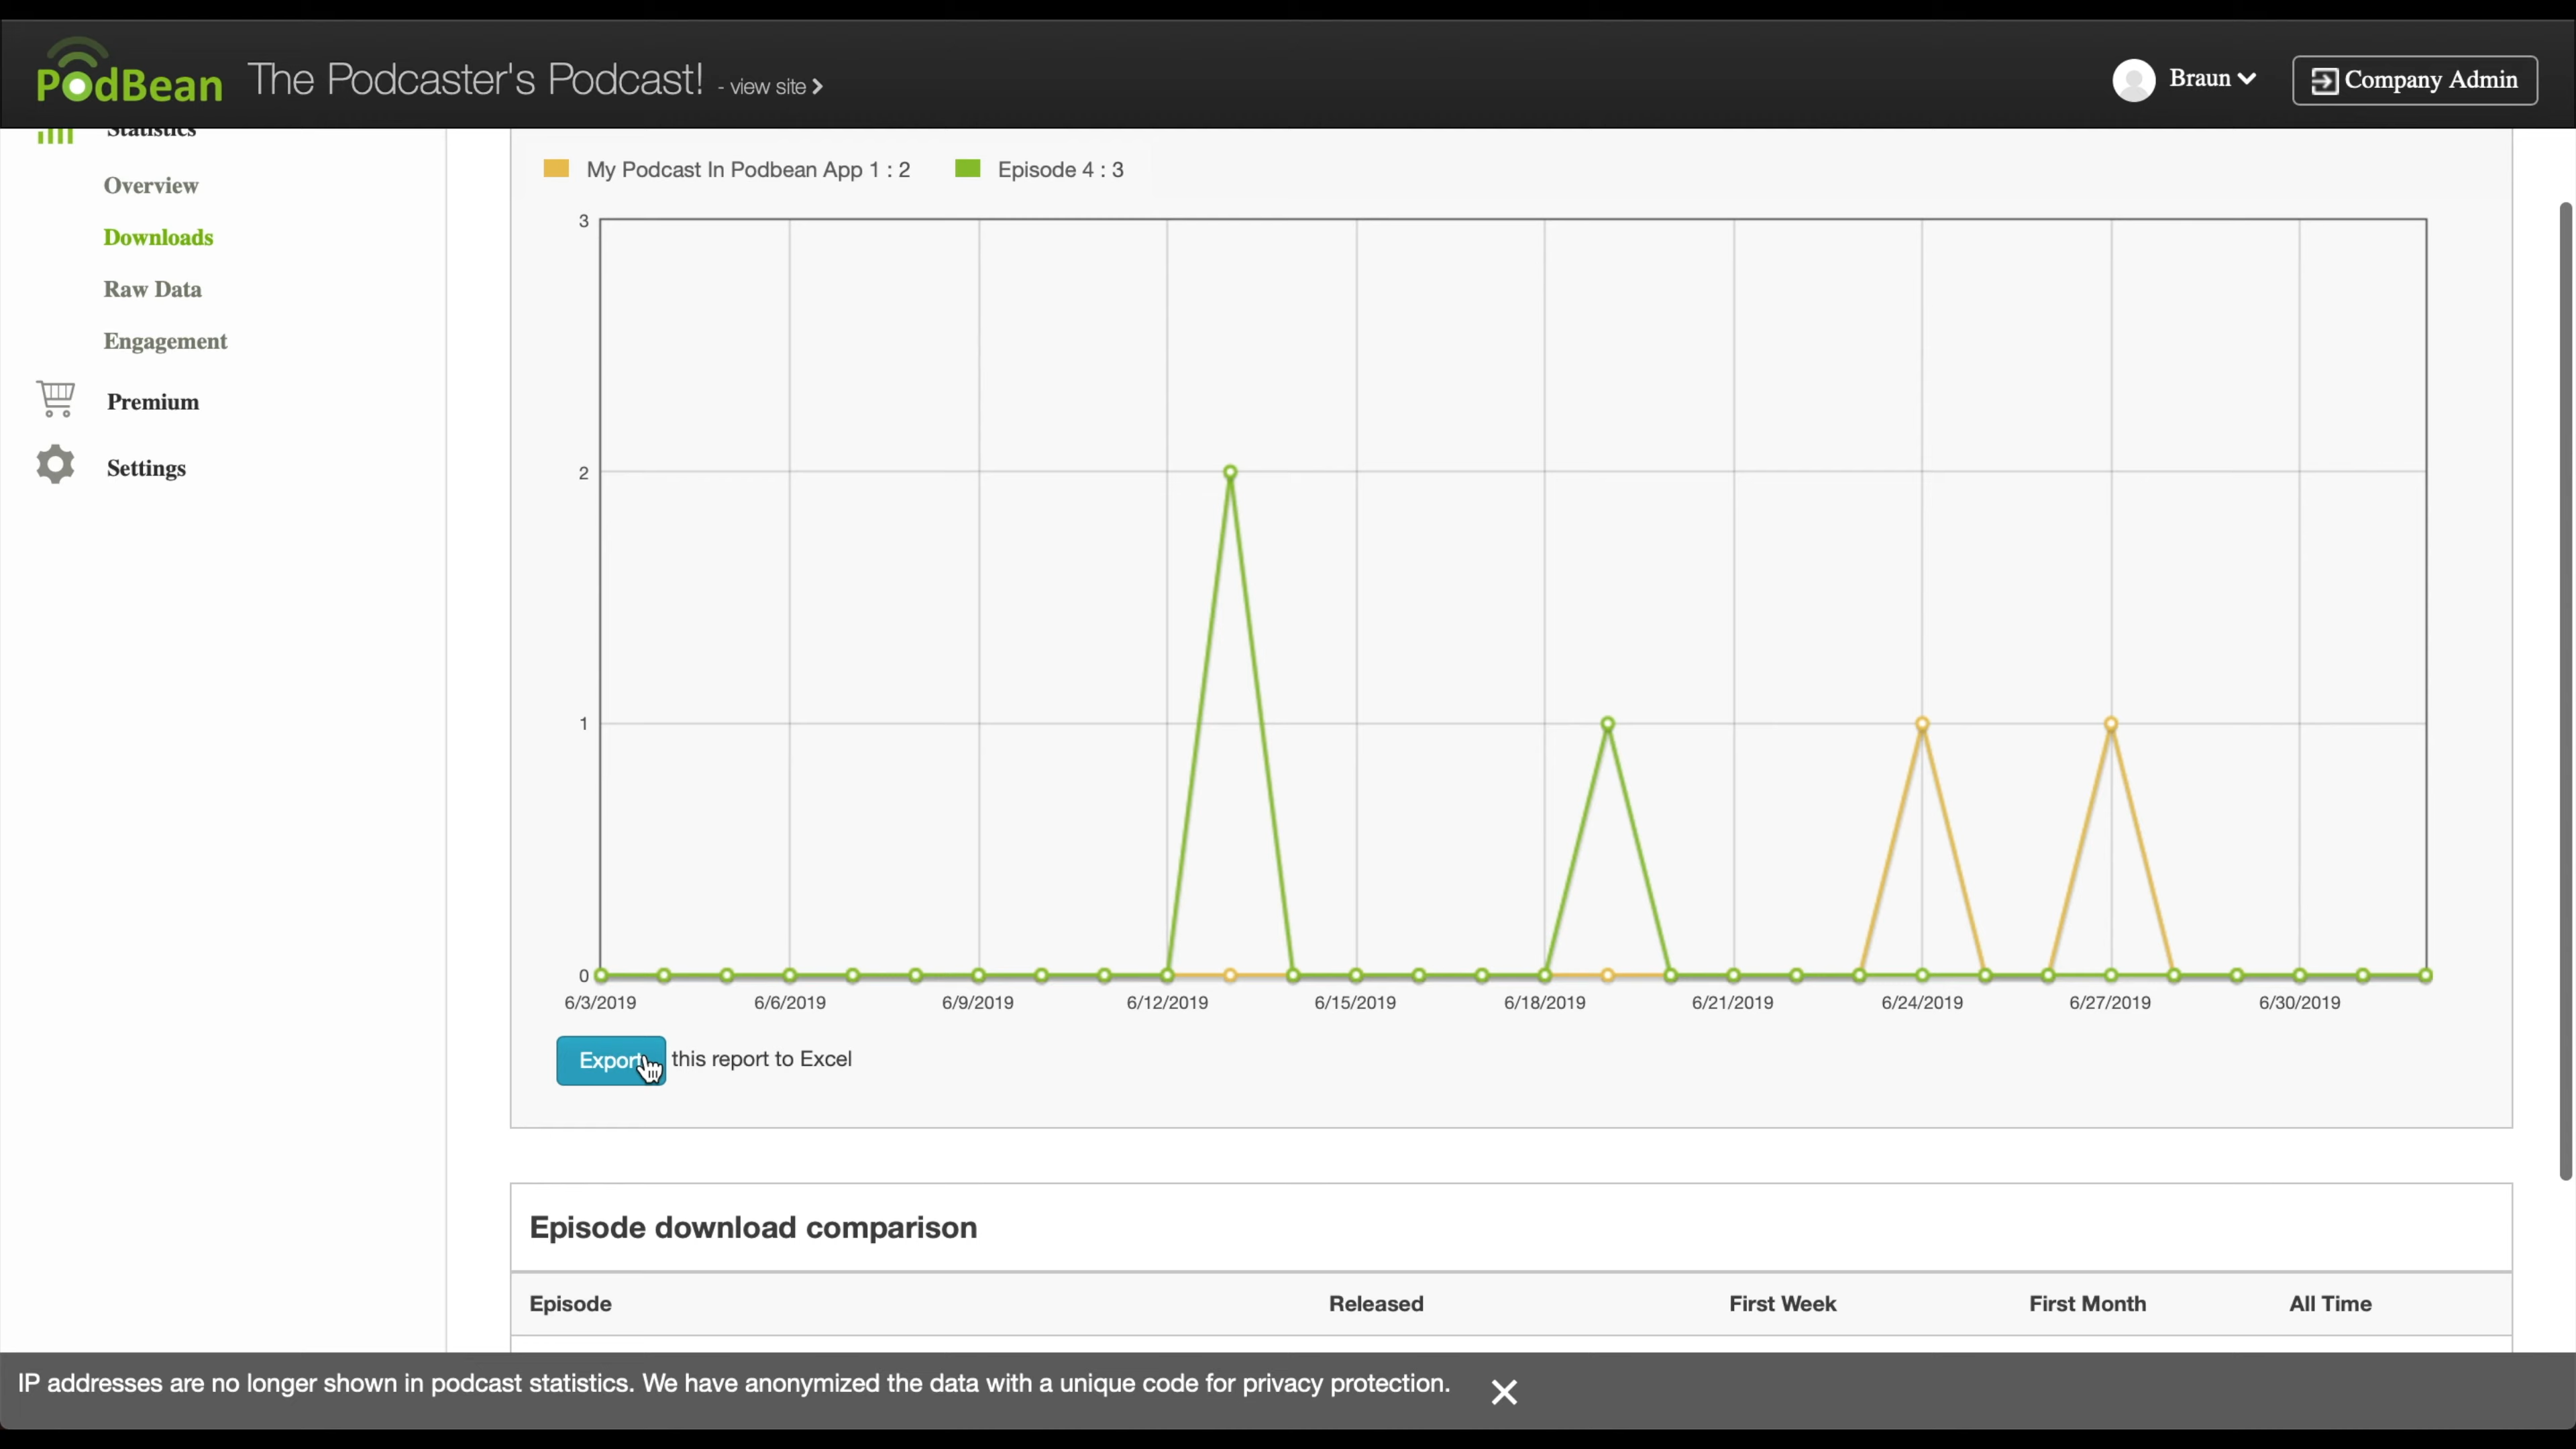 PodBean The Podcaster's Podcast! - view site
Braun
Company Admin
Statistics
Overview
Downloads
Raw Data
Engagement
Premium
Settings
My Podcast In Podbean App 1 : 2
Episode 4 : 3
3
2
1
0
6/3/2019 6/6/2019 6/9/2019 6/12/2019 6/15/2019 6/18/2019 6/21/2019 6/24/2019 6/27/2019 6/30/2019
Export this report to Excel
Episode download comparison
Episode Released First Week First Month All Time
IP addresses are no longer shown in podcast statistics. We have anonymized the data with a unique code for privacy protection.